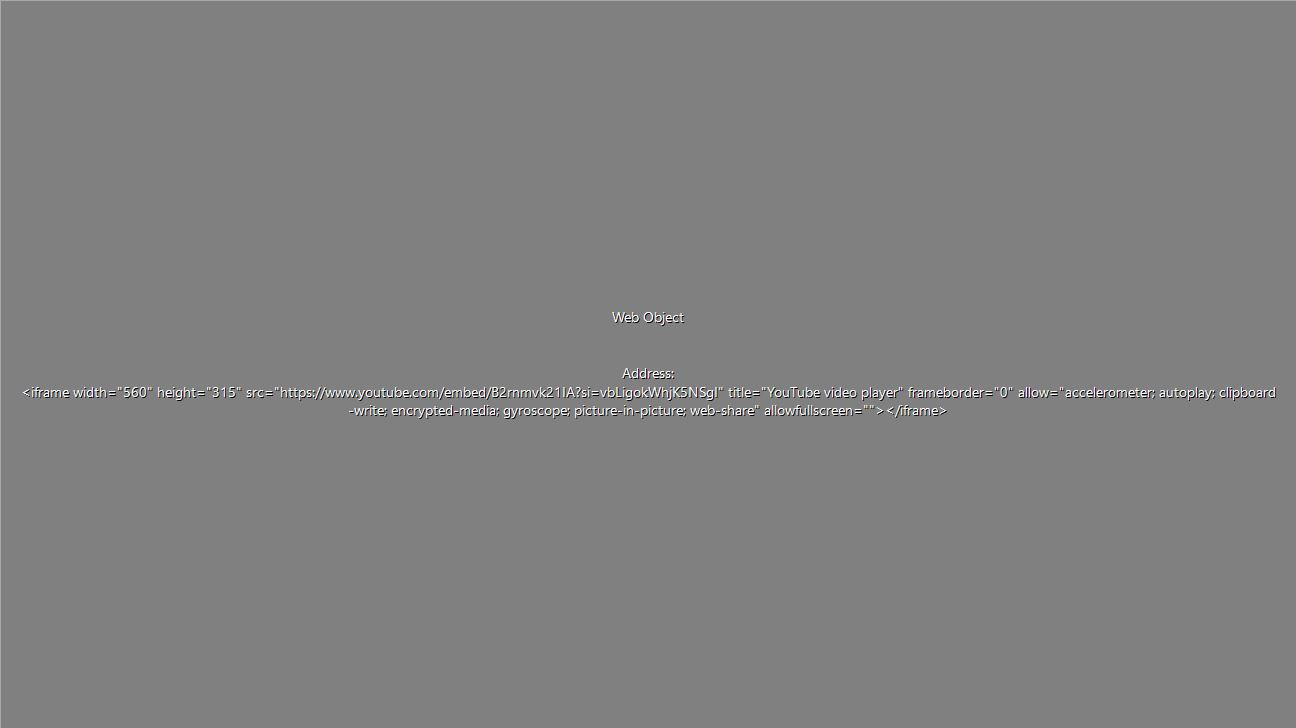 Web Object
Address:
<iframe width="560" height="315" src="https://www.youtube.com/embed/B2rnmvk21IA?si=vbLigokWhjK5NSgI" title="YouTube video player" frameborder="0" allow="accelerometer; autoplay; clipboard
-write; encrypted-media; gyroscope; picture-in-picture; web-share" allowfullscreen=""></iframe>